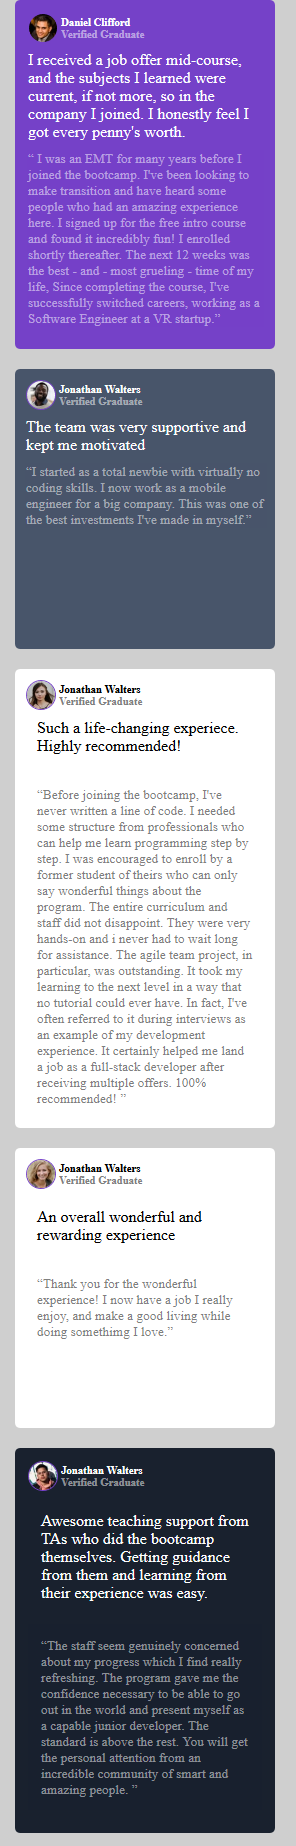 Daniel Clifford
Verified Graduate
I received a job offer mid-course,
and the subjects I learned were
current, if not more, so in the
company I joined. I honestly feel I
got every penny's worth.
“ I was an EMT for many years before I
joined the bootcamp. I've been looking to
make transition and have heard some
people who had an amazing experience
here. I signed up for the free intro course
and found it incredibly fun! I enrolled
shortly thereafter. The next 12 weeks was
the best - and - most grueling - time of my
life, Since completing the course, I've
successfully switched careers, working as a
Software Engineer at a VR startup.”
Jonathan Walters
Verified Graduate
The team was very supportive and
kept me motivated
“I started as a total newbie with virtually no
coding skills. I now work as a mobile
engineer for a big company. This was one of
the best investments I've made in myself.”
Jonathan Walters
Verified Graduate
Such a life-changing experiece.
Highly recommended!
“Before joining the bootcamp, I've
never written a line of code. I needed
some structure from professionals who
can help me learn programming step by
step. I was encouraged to enroll by a
former student of theirs who can only
say wonderful things about the
program. The entire curriculum and
staff did not disappoint. They were very
hands-on and i never had to wait long
for assistance. The agile team project, in
particular, was outstanding. It took my
learning to the next level in a way that
no tutorial could ever have. In fact, I've
often referred to it during interviews as
an example of my development
experience. It certainly helped me land
a job as a full-stack developer after
receiving multiple offers. 100%
recommended! ”
Jonathan Walters
Verified Graduate
An overall wonderful and
rewarding experience
“Thank you for the wonderful
experience! I now have a job I really
enjoy, and make a good living while
doing somethimg I love.”
Jonathan Walters
Verified Graduate
Awesome teaching support from
TAs who did the bootcamp
themselves. Getting guidance
from them and learning from
their experience was easy.
“The staff seem genuinely concerned
about my progress which I find really
refreshing. The program gave me the
confidence necessary to be able to go
out in the world and present myself as
a capable junior developer. The
standard is above the rest. You will get
the personal attention from an
incredible community of smart and
amazing people. ”